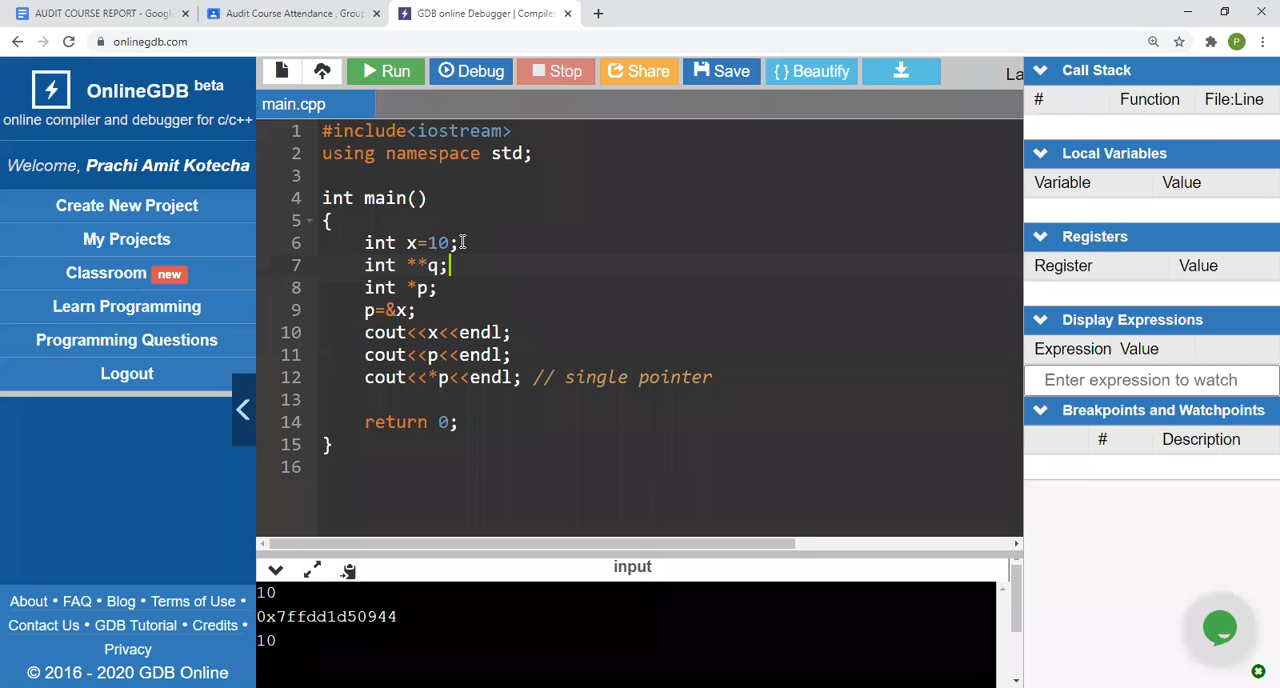 AUDIT COURSE REPORT - Google
Audit Course Attendance , Group
GDB online Debugger | Compiler
onlinegdb.com
P
OnlineGDB beta
online compiler and debugger for c/c++
Welcome, Prachi Amit Kotecha
Create New Project
My Projects
Classroom new
Learn Programming
Programming Questions
Logout
About • FAQ • Blog • Terms of Use •
Contact Us • GDB Tutorial • Credits •
Privacy
© 2016 - 2020 GDB Online
Run
Debug
Stop
Share
Save
{ } Beautify
La
main.cpp
1 #include<iostream>
2 using namespace std;
3
4 int main()
5 {
6 int x=10;
7 int **q;
8 int *p;
9 p=&x;
10 cout<<x<<endl;
11 cout<<p<<endl;
12 cout<<*p<<endl; // single pointer
13
14 return 0;
15 }
16
input
10
0x7ffdd1d50944
10
Call Stack
# Function File:Line
Local Variables
Variable Value
Registers
Register Value
Display Expressions
Expression Value
Enter expression to watch
Breakpoints and Watchpoints
# Description